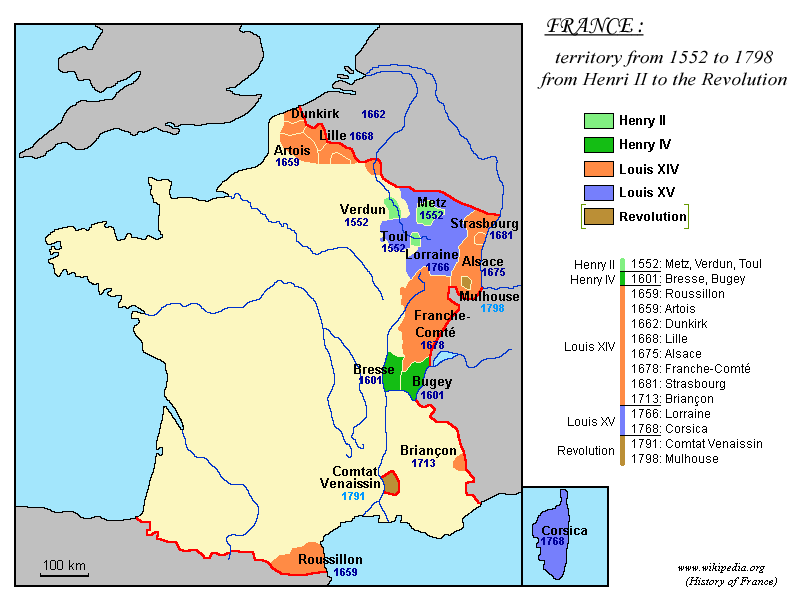 FRANCE :
territory from 1552 to 1798
from Henri II to the Revolution
Henry II
Henry IV
Louis XIV
Louis XV
Revolution
Dunkirk 1662
Lille 1668
Artois
1659
Verdun
1552
Metz
1552
Toul
1552
Strasbourg
1681
Lorraine
1766
Alsace
1675
Mulhouse
1798
Franche-
Comté
1678
Bresse
1601
Bugey
1601
Briançon
1713
Comtat
Venaissin
1791
Roussillon
1659
Corsica
1768
100 km
Henry II 1552: Metz, Verdun, Toul
Henry IV 1601: Bresse, Bugey
1659: Roussillon
1659: Artois
1662: Dunkirk
Louis XIV 1668: Lille
1675: Alsace
1678: Franche-Comté
1681: Strasbourg
1713: Briançon
Louis XV 1766: Lorraine
1768: Corsica
Revolution 1791: Comtat Venaissin
1798: Mulhouse
www.wikipedia.org
(History of France)